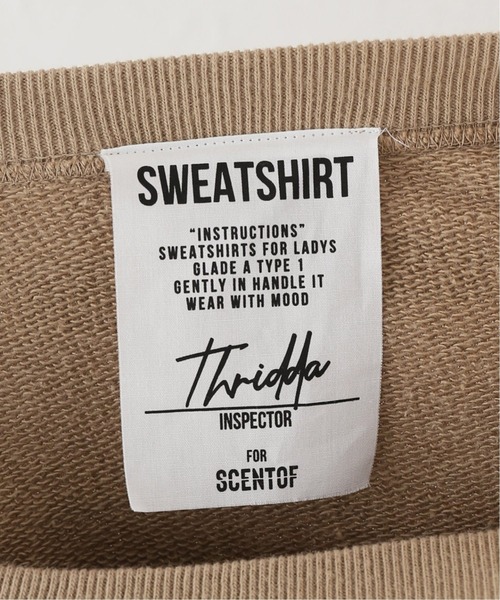 SWEATSHIRT
“INSTRUCTIONS”
SWEATSHIRTS FOR LADYS
GLADE A TYPE 1
GENTLY IN HANDLE IT
WEAR WITH MOOD
Thridda
INSPECTOR
FOR
SCENTOF